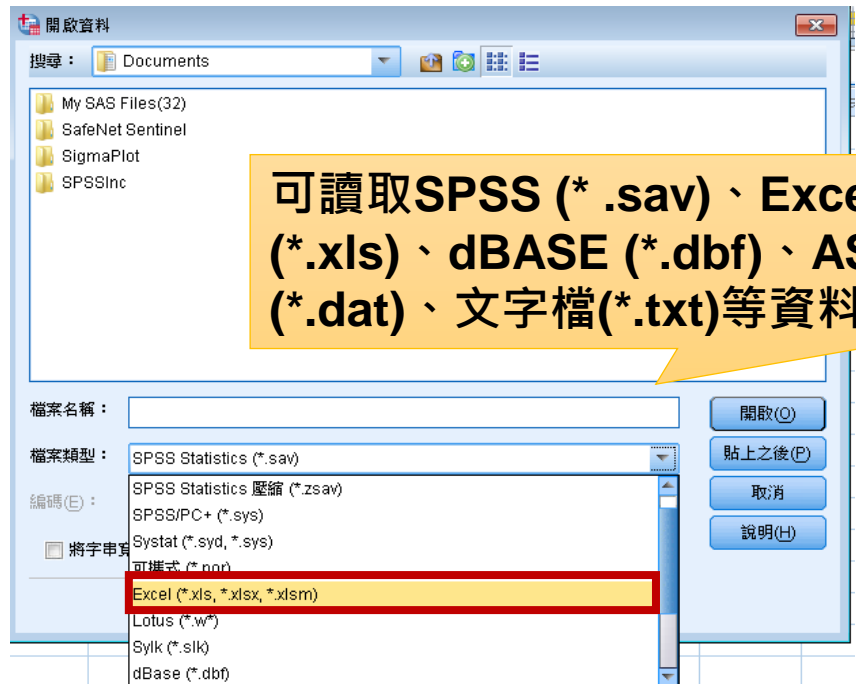 開啟資料
搜尋： Documents
My SAS Files(32)
SafeNet Sentinel
SigmaPlot
SPSSInc
可讀取SPSS (* .sav)、Exce
(*.xls)、dBASE (*.dbf)、AS
(*.dat)、文字檔(*.txt)等資料
檔案名稱： 開啟(O)
檔案類型： SPSS Statistics (*.sav) 貼上之後(P)
編碼(E)： 取消
SPSS Statistics 壓縮 (*.zsav)
SPSS/PC+ (*.sys)
說明(H)
Systat (*.syd, *.sys)
將字串寬
可攜式 (*.por)
Excel (*.xls, *.xlsx, *.xlsm)
Lotus (*.w*)
Sylk (*.slk)
dBase (*.dbf)